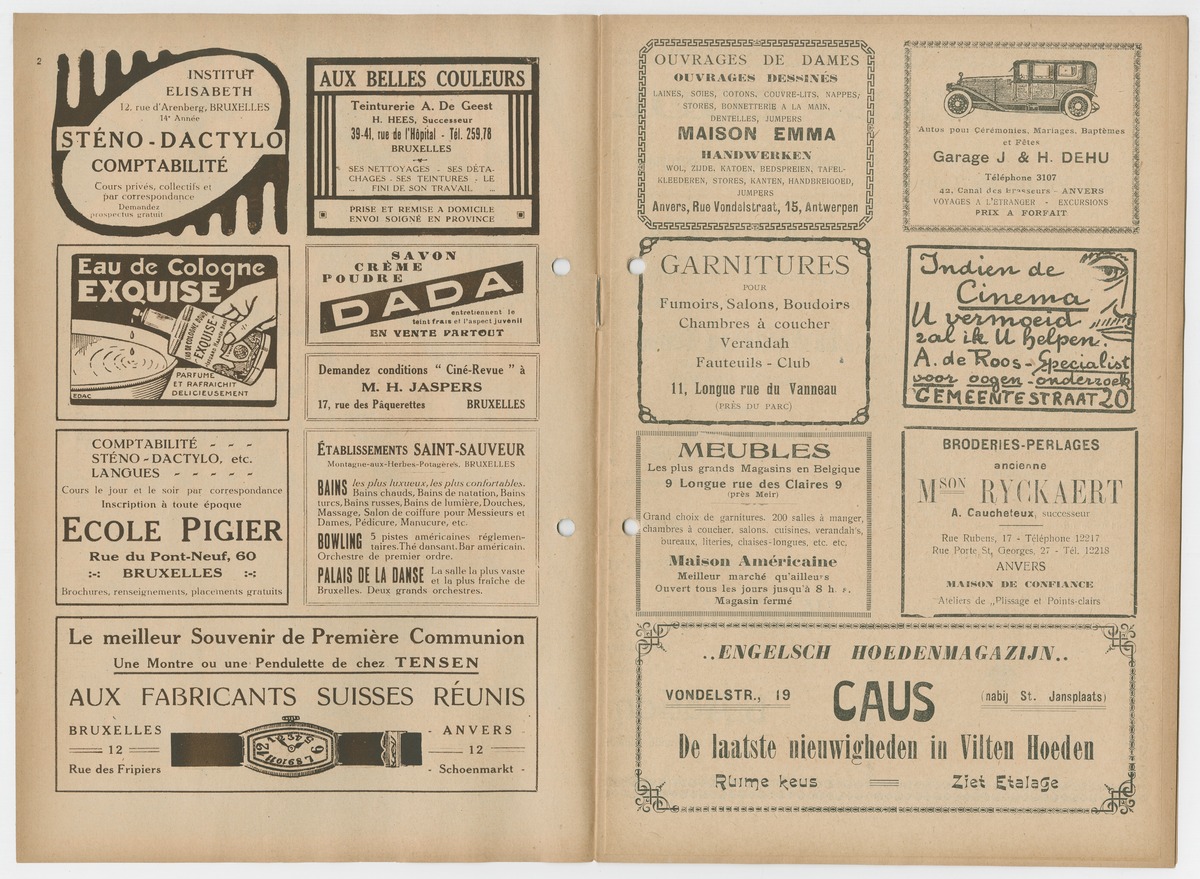 2
INSTITUT
ELISABETH
12. rue d'Arenberg, BRUXELLES
14e Année
STÉNO-DACTYLO
COMPTABILITÉ
Cours privés, collectifs et
par correspondance
Demandez
prospectus gratuit
AUX BELLES COULEURS
Teinturerie A. De Geest
H. HEES, Successeur
39-41, rue de l'Hôpital - Tél. 259,78
BRUXELLES
SES NETTOYAGES - SES DÉTA-
CHAGES - SES TEINTURES - LE
... FINI DE SON TRAVAIL ...
PRISE ET REMISE A DOMICILE
ENVOI SOIGNÉ EN PROVINCE
Eau de Cologne
EXQUISE
EAU DE COLOGNE
EXQUISE
PARFUME
ET RAFRAICHIT
DÉLICIEUSEMENT
EDAC
SAVON
CRÈME
POUDRE
DADA
entretiennent le
teint frais et l'aspect juvenil
EN VENTE PARTOUT
Demandez conditions “ Ciné-Revue ” à
M. H. JASPERS
17, rue des Pâquerettes BRUXELLES
COMPTABILITÉ - - -
STÉNO-DACTYLO, etc.
LANGUES - - - - -
Cours le jour et le soir par correspondance
Inscription à toute époque
ECOLE PIGIER
Rue du Pont-Neuf, 60
:-: BRUXELLES :-:
Brochures, renseignements, placements gratuits
ÉTABLISSEMENTS SAINT-SAUVEUR
Montagne-aux-Herbes-Potagères, BRUXELLES
BAINS les plus luxueux, les plus confortables.
Bains chauds, Bains de natation, Bains
turcs, Bains russes, Bains de lumière, Douches,
Massage, Salon de coiffure pour Messieurs et
Dames, Pédicure, Manucure, etc.
BOWLING 5 pistes américaines réglemen-
taires. Thé dansant. Bar américain.
Orchestre de premier ordre.
PALAIS DE LA DANSE La salle la plus vaste
et la plus fraîche de
Bruxelles. Deux grands orchestres.
Le meilleur Souvenir de Première Communion
Une Montre ou une Pendulette de chez TENSEN
AUX FABRICANTS SUISSES RÉUNIS
BRUXELLES
12
Rue des Fripiers
- ANVERS -
12
- Schoenmarkt -
OUVRAGES DE DAMES
OUVRAGES DESSINÉS
LAINES, SOIES, COTONS, COUVRE-LITS, NAPPES,
STORES, BONNETTERIE A LA MAIN,
DENTELLES, JUMPERS
MAISON EMMA
HANDWERKEN
WOL, ZIJDE, KATOEN, BEDSPREIEN, TAFEL-
KLEEDEREN, STORES, KANTEN, HANDBREIGOED,
JUMPERS
Anvers, Rue Vondelstraat, 15, Antwerpen
Autos pour Cérémonies, Mariages, Baptêmes
et Fêtes
Garage J & H. DEHU
Téléphone 3107
42. Canal des brasseurs - ANVERS
VOYAGES A L'ETRANGER - EXCURSIONS
PRIX A FORFAIT
GARNITURES
POUR
Fumoirs, Salons, Boudoirs
Chambres à coucher
Verandah
Fauteuils - Club
11, Longue rue du Vanneau
(PRÈS DU PARC)
Indien de
Cinema
U vermoeid
zal ik U helpen.
A. de Roos - Specialist
voor oogen - onderzoek
GEMEENTESTRAAT 20
MEUBLES
Les plus grands Magasins en Belgique
9 Longue rue des Claires 9
(près Meir)
Grand choix de garnitures. 200 salles à manger,
chambres à coucher, salons, cuisines, verandah's,
bureaux, literies, chaises-longues, etc. etc.
Maison Américaine
Meilleur marché qu'ailleurs
Ouvert tous les jours jusqu'à 8 h.
Magasin fermé
BRODERIES-PERLAGES
ancienne
MSON RYCKAERT
A. Caucheteux, successeur
Rue Rubens, 17 - Téléphone 12217
Rue Porte St, Georges, 27 - Tél. 12218
ANVERS
MAISON DE CONFIANCE
Ateliers de „Plissage et Points-clairs
..ENGELSCH HOEDENMAGAZIJN..
VONDELSTR., 19 CAUS (nabij St. Jansplaats)
De laatste nieuwigheden in Vilten Hoeden
Ruime keus Ziet Etalage